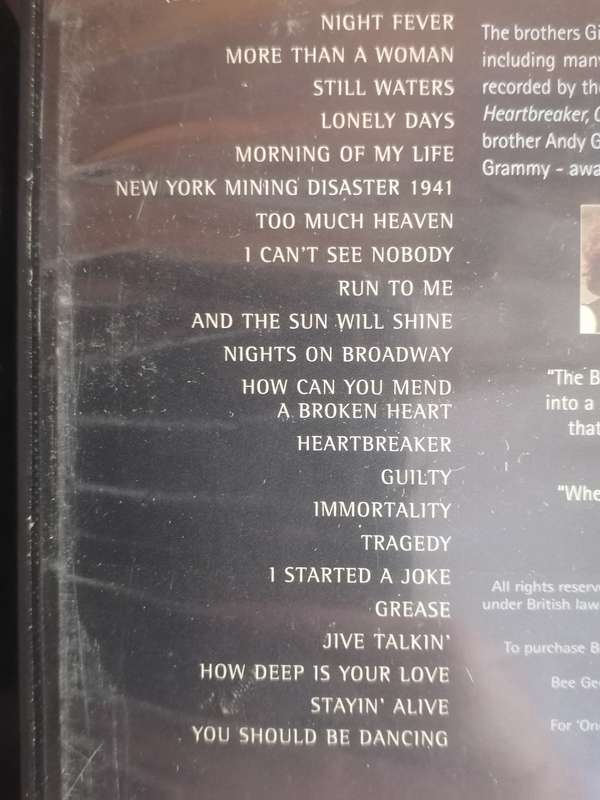 NIGHT FEVER
MORE THAN A WOMAN
STILL WATERS
LONELY DAYS
MORNING OF MY LIFE
NEW YORK MINING DISASTER 1941
TOO MUCH HEAVEN
I CAN'T SEE NOBODY
RUN TO ME
AND THE SUN WILL SHINE
NIGHTS ON BROADWAY
HOW CAN YOU MEND
A BROKEN HEART
HEARTBREAKER
GUILTY
IMMORTALITY
TRAGEDY
I STARTED A JOKE
GREASE
JIVE TALKIN'
HOW DEEP IS YOUR LOVE
STAYIN' ALIVE
YOU SHOULD BE DANCING
The brothers Gi
including many
recorded by the
Heartbreaker,
brother Andy G
Grammy - awa
"The B
into a
that
"Whe
All rights reserve
under British law
To purchase B
Bee Ge
For 'On